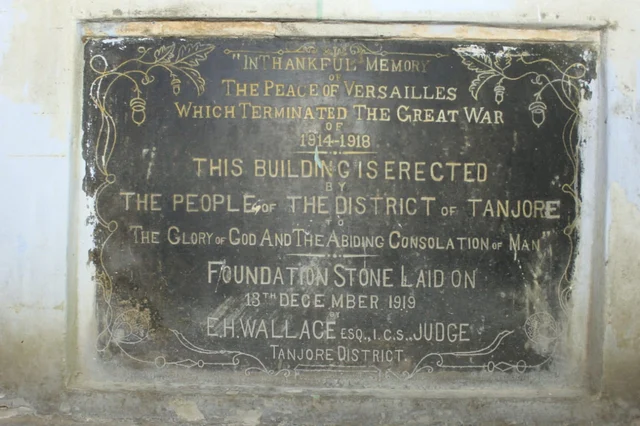 "IN THANKFUL MEMORY
OF
THE PEACE OF VERSAILLES
WHICH TERMINATED THE GREAT WAR
OF
1914-1918
THIS BUILDING IS ERECTED
BY
THE PEOPLE OF THE DISTRICT OF TANJORE
TO
THE GLORY OF GOD AND THE ABIDING CONSOLATION OF MAN"
FOUNDATION STONE LAID ON
13TH DECEMBER 1919
BY
E.H. WALLACE ESQ., I.C.S., JUDGE
TANJORE DISTRICT.